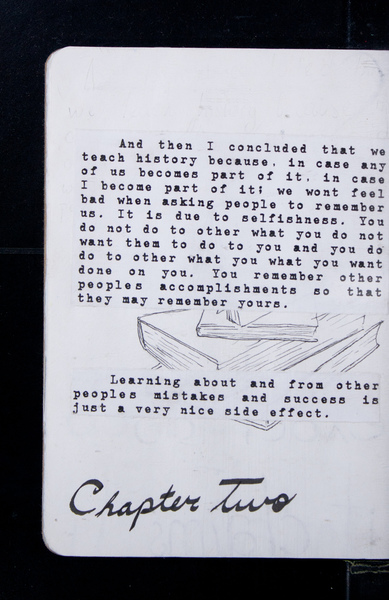 And then I concluded that we
teach history because, in case any
of us becomes part of it, in case
I become part of it; we wont feel
bad when asking people to remember
us. It is due to selfishness. You
do not do to other what you do not
want them to do to you and you do
do to other what you what you want
done on you. You remember other
peoples accomplishments so that
they may remember yours.
Learning about and from other
peoples mistakes and success is
just a very nice side effect.
Chapter Two